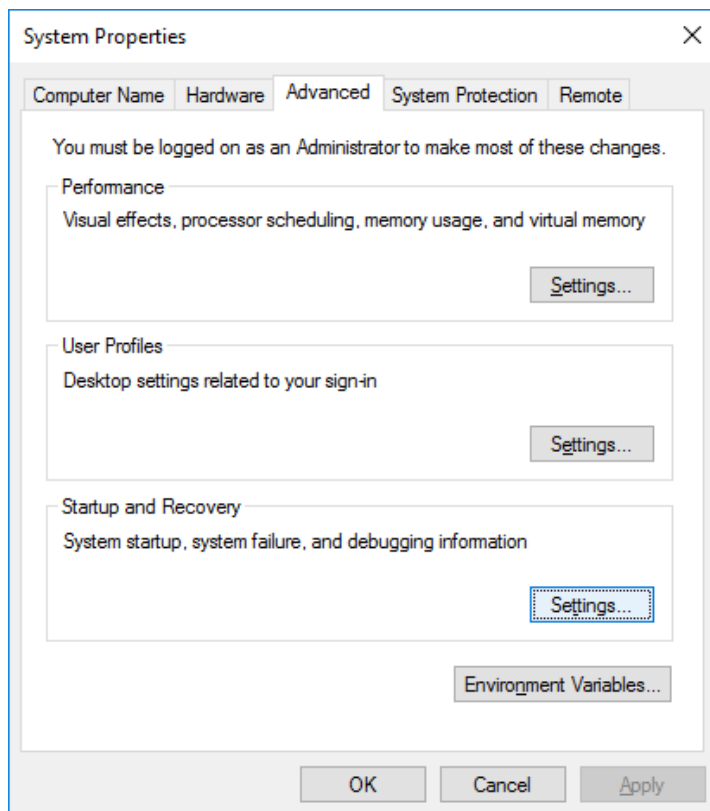 System Properties
Computer Name Hardware Advanced System Protection Remote
You must be logged on as an Administrator to make most of these changes.
Performance
Visual effects, processor scheduling, memory usage, and virtual memory
Settings...
User Profiles
Desktop settings related to your sign-in
Settings...
Startup and Recovery
System startup, system failure, and debugging information
Settings...
Environment Variables...
OK Cancel Apply